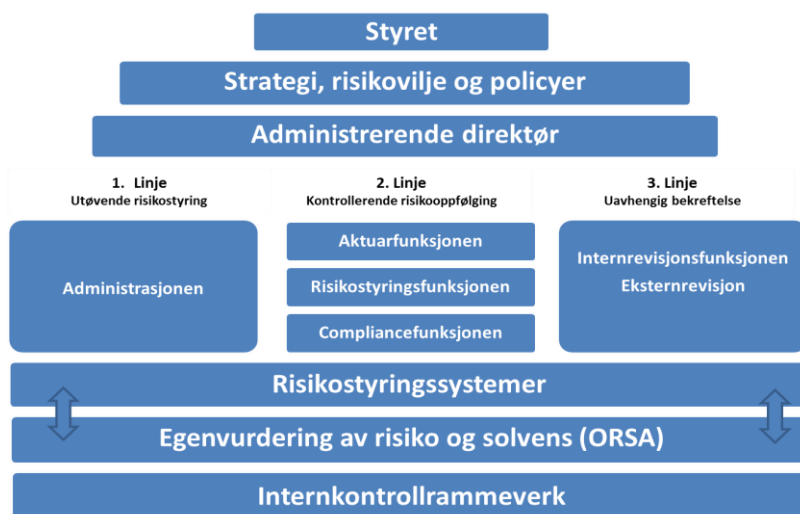 Styret
Strategi, risikovilje og policyer
Administrerende direktør
1. Linje
Utøvende risikostyring
2. Linje
Kontrollerende risikooppfølging
3. Linje
Uavhengig bekreftelse
Administrasjonen
Aktuarfunksjonen
Risikostyringsfunksjonen
Compliancefunksjonen
Internrevisjonsfunksjonen
Eksternrevisjon
Risikostyringssystemer
Egenvurdering av risiko og solvens (ORSA)
Internkontrollrammeverk